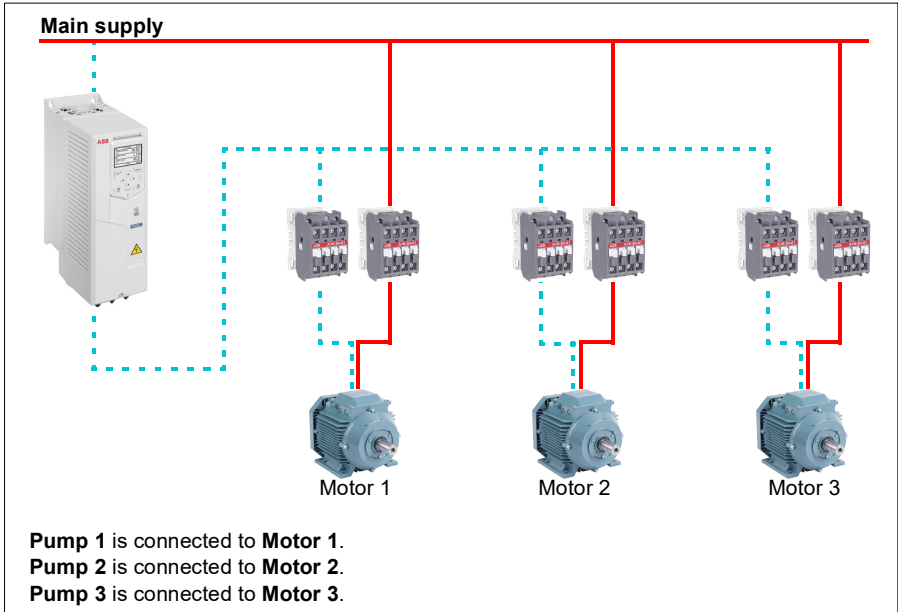 Main supply
ABB
Motor 1
Motor 2
Motor 3
Pump 1 is connected to Motor 1.
Pump 2 is connected to Motor 2.
Pump 3 is connected to Motor 3.